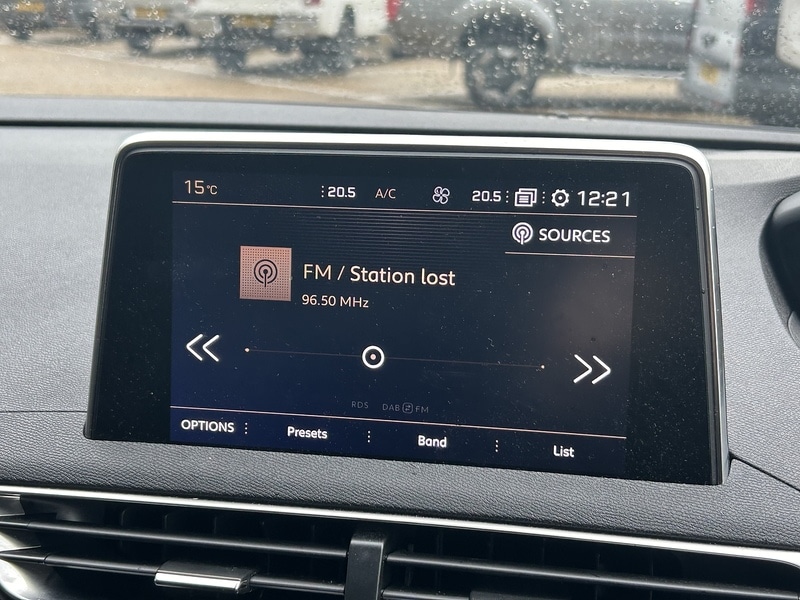 15°C 20.5 A/C 20.5 12:21
SOURCES
FM / Station lost
96.50 MHz
RDS DAB FM
OPTIONS Presets Band List